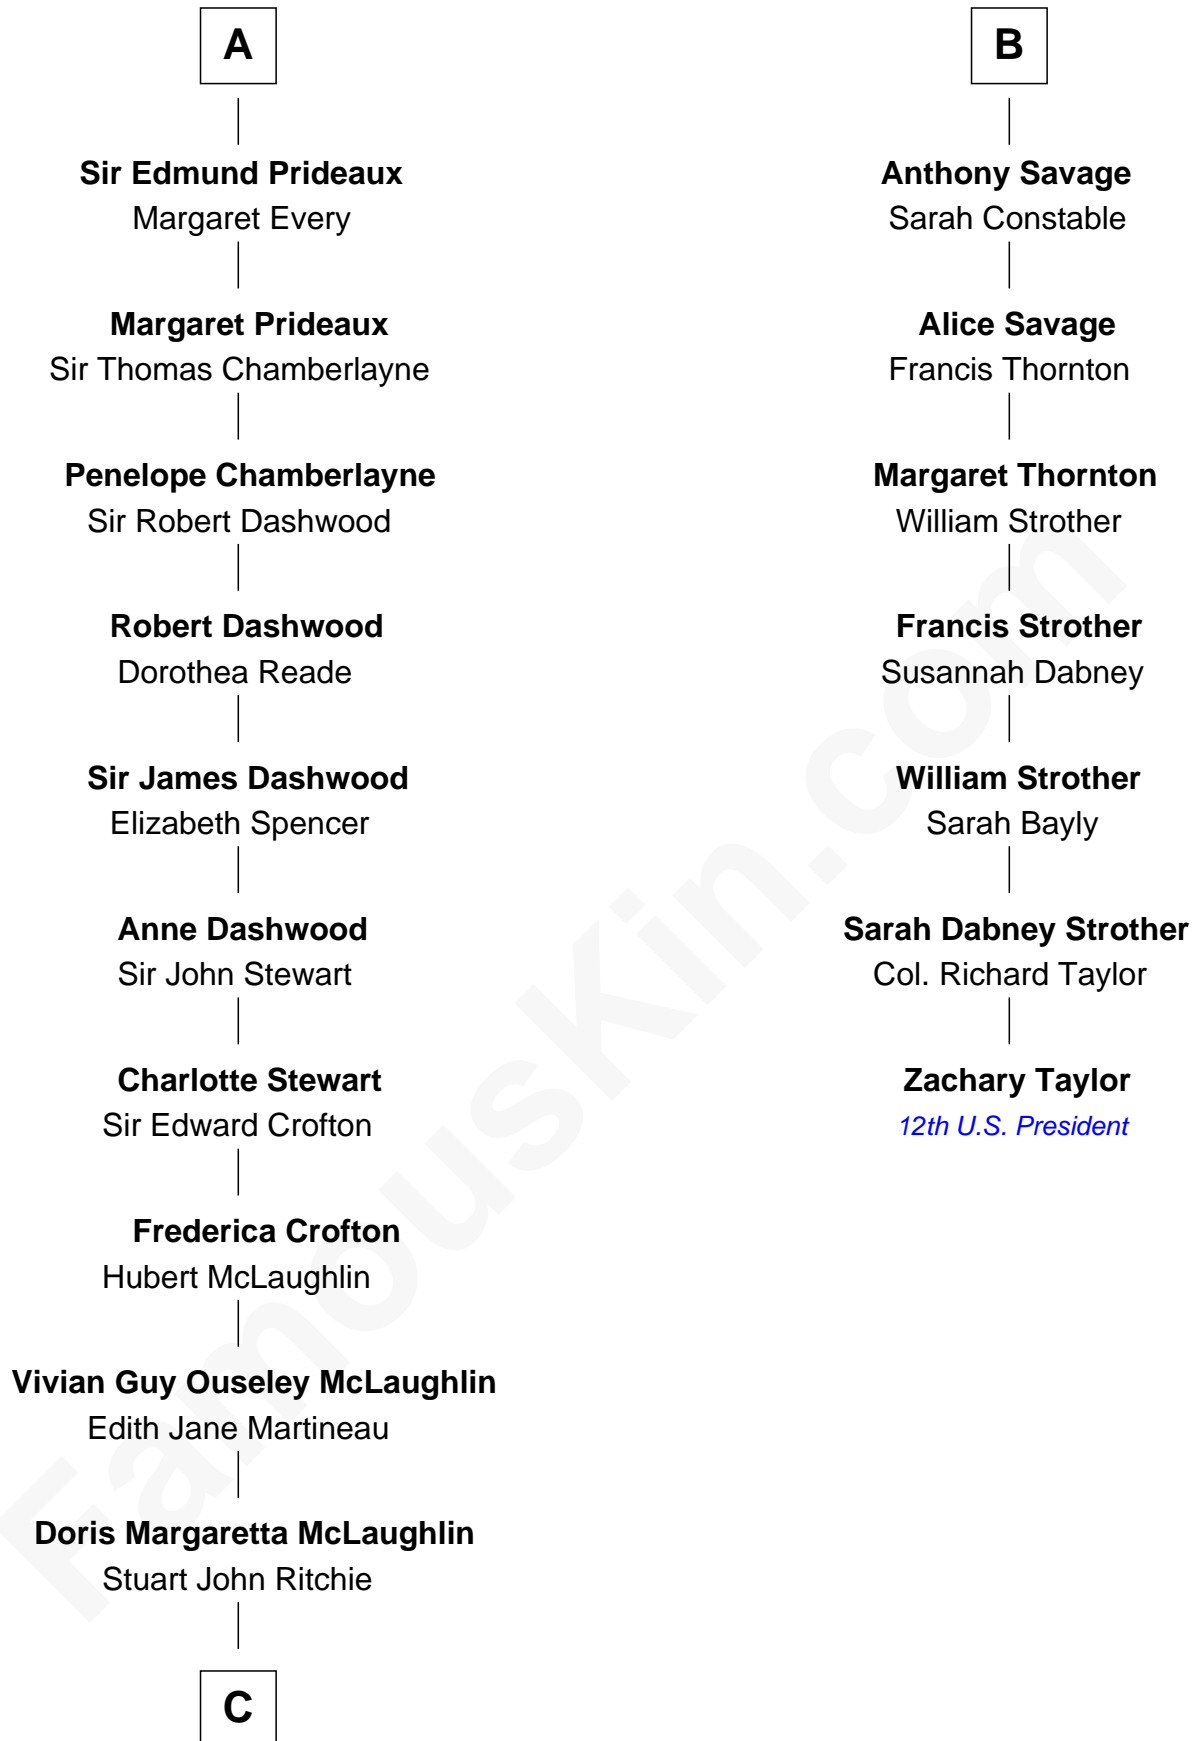 A
Sir Edmund Prideaux
Margaret Every
Margaret Prideaux
Sir Thomas Chamberlayne
Penelope Chamberlayne
Sir Robert Dashwood
Robert Dashwood
Dorothea Reade
Sir James Dashwood
Elizabeth Spencer
Anne Dashwood
Sir John Stewart
Charlotte Stewart
Sir Edward Crofton
Frederica Crofton
Hubert McLaughlin
Vivian Guy Ouseley McLaughlin
Edith Jane Martineau
Doris Margaretta McLaughlin
Stuart John Ritchie
C
B
Anthony Savage
Sarah Constable
Alice Savage
Francis Thornton
Margaret Thornton
William Strother
Francis Strother
Susannah Dabney
William Strother
Sarah Bayly
Sarah Dabney Strother
Col. Richard Taylor
Zachary Taylor
12th U.S. President
FamousKin.com